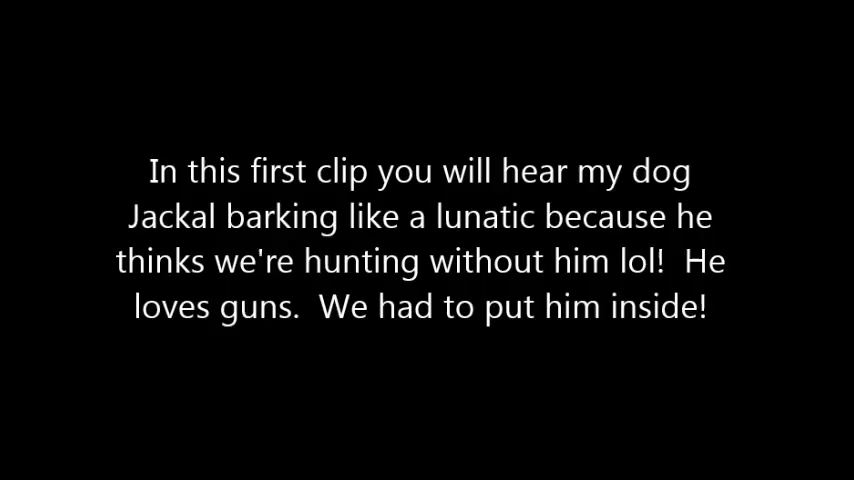 In this first clip you will hear my dog
Jackal barking like a lunatic because he
thinks we're hunting without him lol!  He
loves guns.  We had to put him inside!